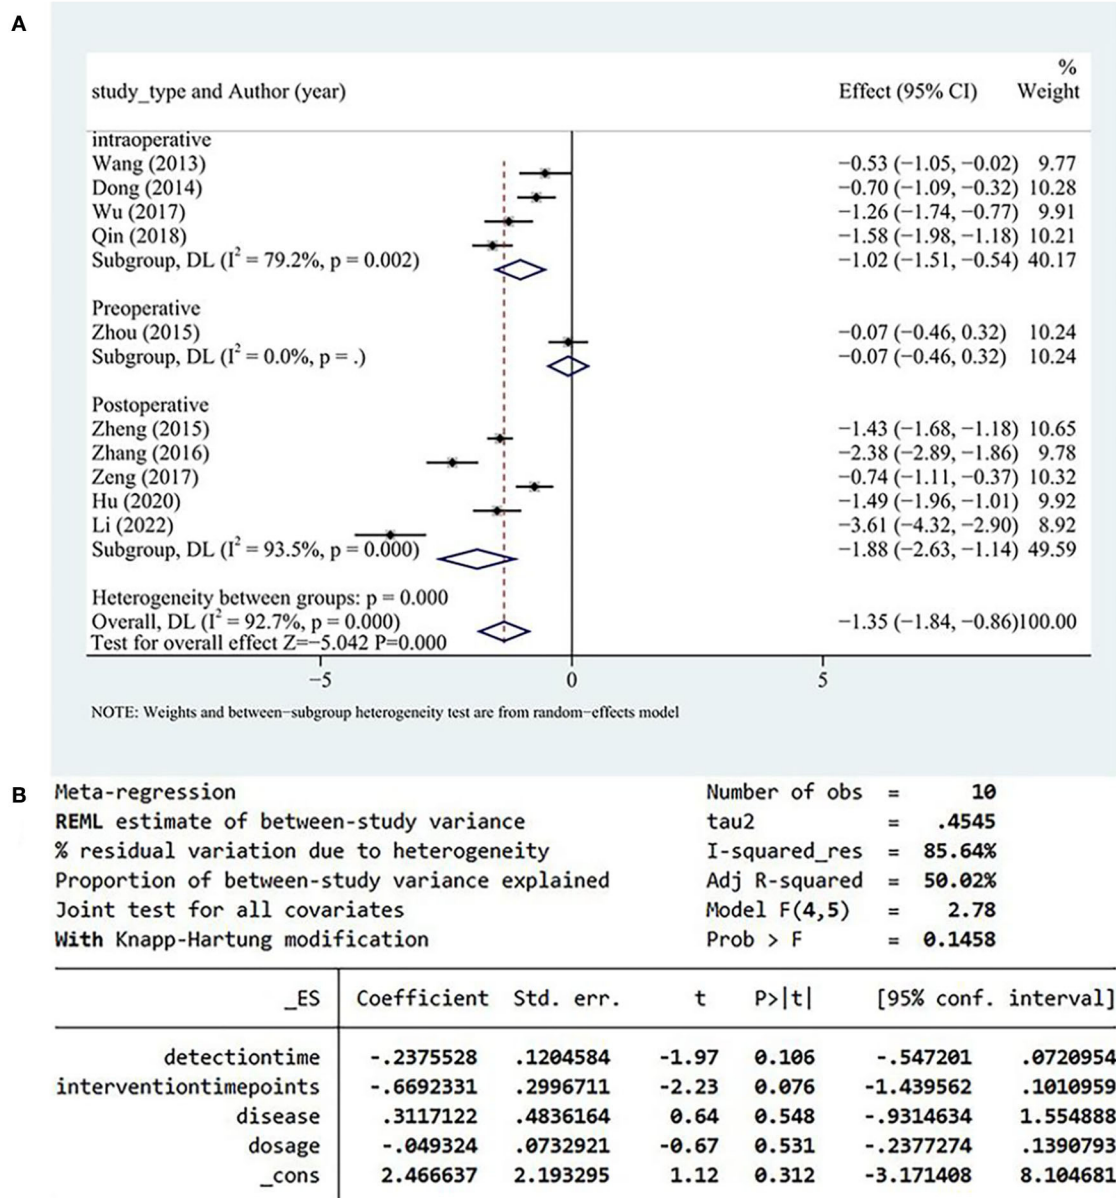 A
study_type and Author (year) Effect (95% CI) % Weight
intraoperative
Wang (2013) −0.53 (−1.05, −0.02) 9.77
Dong (2014) −0.70 (−1.09, −0.32) 10.28
Wu (2017) −1.26 (−1.74, −0.77) 9.91
Qin (2018) −1.58 (−1.98, −1.18) 10.21
Subgroup, DL (I² = 79.2%, p = 0.002) −1.02 (−1.51, −0.54) 40.17
Preoperative
Zhou (2015) −0.07 (−0.46, 0.32) 10.24
Subgroup, DL (I² = 0.0%, p = .) −0.07 (−0.46, 0.32) 10.24
Postoperative
Zheng (2015) −1.43 (−1.68, −1.18) 10.65
Zhang (2016) −2.38 (−2.89, −1.86) 9.78
Zeng (2017) −0.74 (−1.11, −0.37) 10.32
Hu (2020) −1.49 (−1.96, −1.01) 9.92
Li (2022) −3.61 (−4.32, −2.90) 8.92
Subgroup, DL (I² = 93.5%, p = 0.000) −1.88 (−2.63, −1.14) 49.59
Heterogeneity between groups: p = 0.000
Overall, DL (I² = 92.7%, p = 0.000) −1.35 (−1.84, −0.86)100.00
Test for overall effect Z=−5.042 P=0.000
−5 0 5
NOTE: Weights and between−subgroup heterogeneity test are from random−effects model
B
Meta-regression Number of obs = 10
REML estimate of between-study variance tau2 = .4545
% residual variation due to heterogeneity I-squared_res = 85.64%
Proportion of between-study variance explained Adj R-squared = 50.02%
Joint test for all covariates Model F(4,5) = 2.78
With Knapp-Hartung modification Prob > F = 0.1458
_ES Coefficient Std. err. t P>|t| [95% conf. interval]
detectiontime -.2375528 .1204584 -1.97 0.106 -.547201 .0720954
interventiontimepoints -.6692331 .2996711 -2.23 0.076 -1.439562 .1010959
disease .3117122 .4836164 0.64 0.548 -.9314634 1.554888
dosage -.049324 .0732921 -0.67 0.531 -.2377274 .1390793
_cons 2.466637 2.193295 1.12 0.312 -3.171408 8.104681